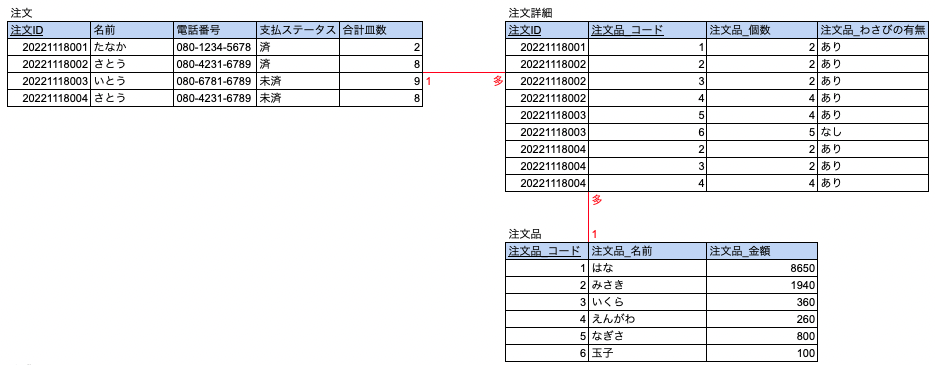 注文
注文ID 名前 電話番号 支払ステータス 合計皿数
20221118001 たなか 080-1234-5678 済 2
20221118002 さとう 080-4231-6789 済 8
20221118003 いとう 080-6781-6789 未済 9
20221118004 さとう 080-4231-6789 未済 8
1 多
注文詳細
注文ID 注文品_コード 注文品_個数 注文品_わさびの有無
20221118001 1 2 あり
20221118002 2 2 あり
20221118002 3 2 あり
20221118002 4 4 あり
20221118003 5 4 あり
20221118003 6 5 なし
20221118004 2 2 あり
20221118004 3 2 あり
20221118004 4 4 あり
多
1
注文品
注文品_コード 注文品_名前 注文品_金額
1 はな 8650
2 みさき 1940
3 いくら 360
4 えんがわ 260
5 なぎさ 800
6 玉子 100